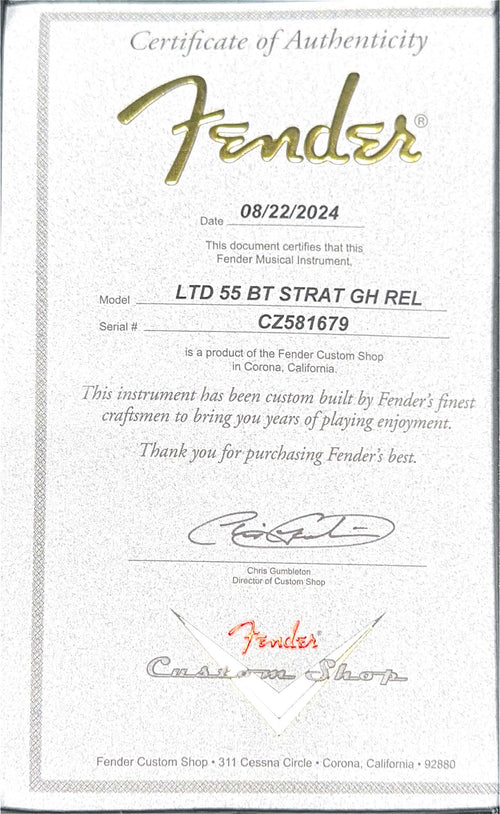 Certificate of Authenticity
Fender®
Date 08/22/2024
This document certifies that this
Fender Musical Instrument,
Model LTD 55 BT STRAT GH REL
Serial # CZ581679
is a product of the Fender Custom Shop
in Corona, California.
This instrument has been custom built by Fender's finest
craftsmen to bring you years of playing enjoyment.
Thank you for purchasing Fender's best.
Chris Gumbleton
Director of Custom Shop
Fender®
Custom Shop
Fender Custom Shop • 311 Cessna Circle • Corona, California • 92880